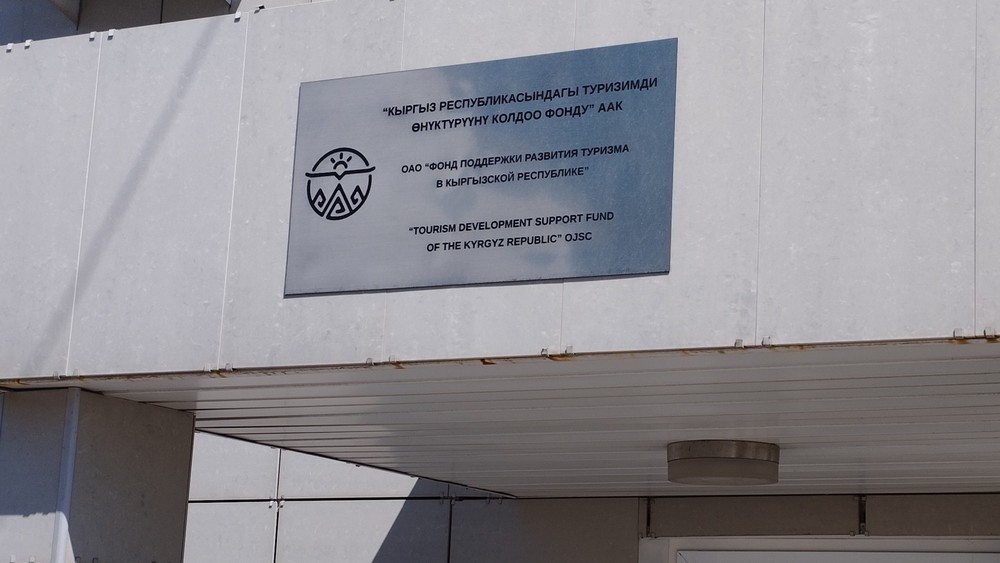 “КЫРГЫЗ РЕСПУБЛИКАСЫНДАГЫ ТУРИЗИМДИ
ӨНҮКТҮРҮҮНҮ КОЛДОО ФОНДУ” ААК
ОАО “ФОНД ПОДДЕРЖКИ РАЗВИТИЯ ТУРИЗМА
В КЫРГЫЗСКОЙ РЕСПУБЛИКЕ”
“TOURISM DEVELOPMENT SUPPORT FUND
OF THE KYRGYZ REPUBLIC” OJSC